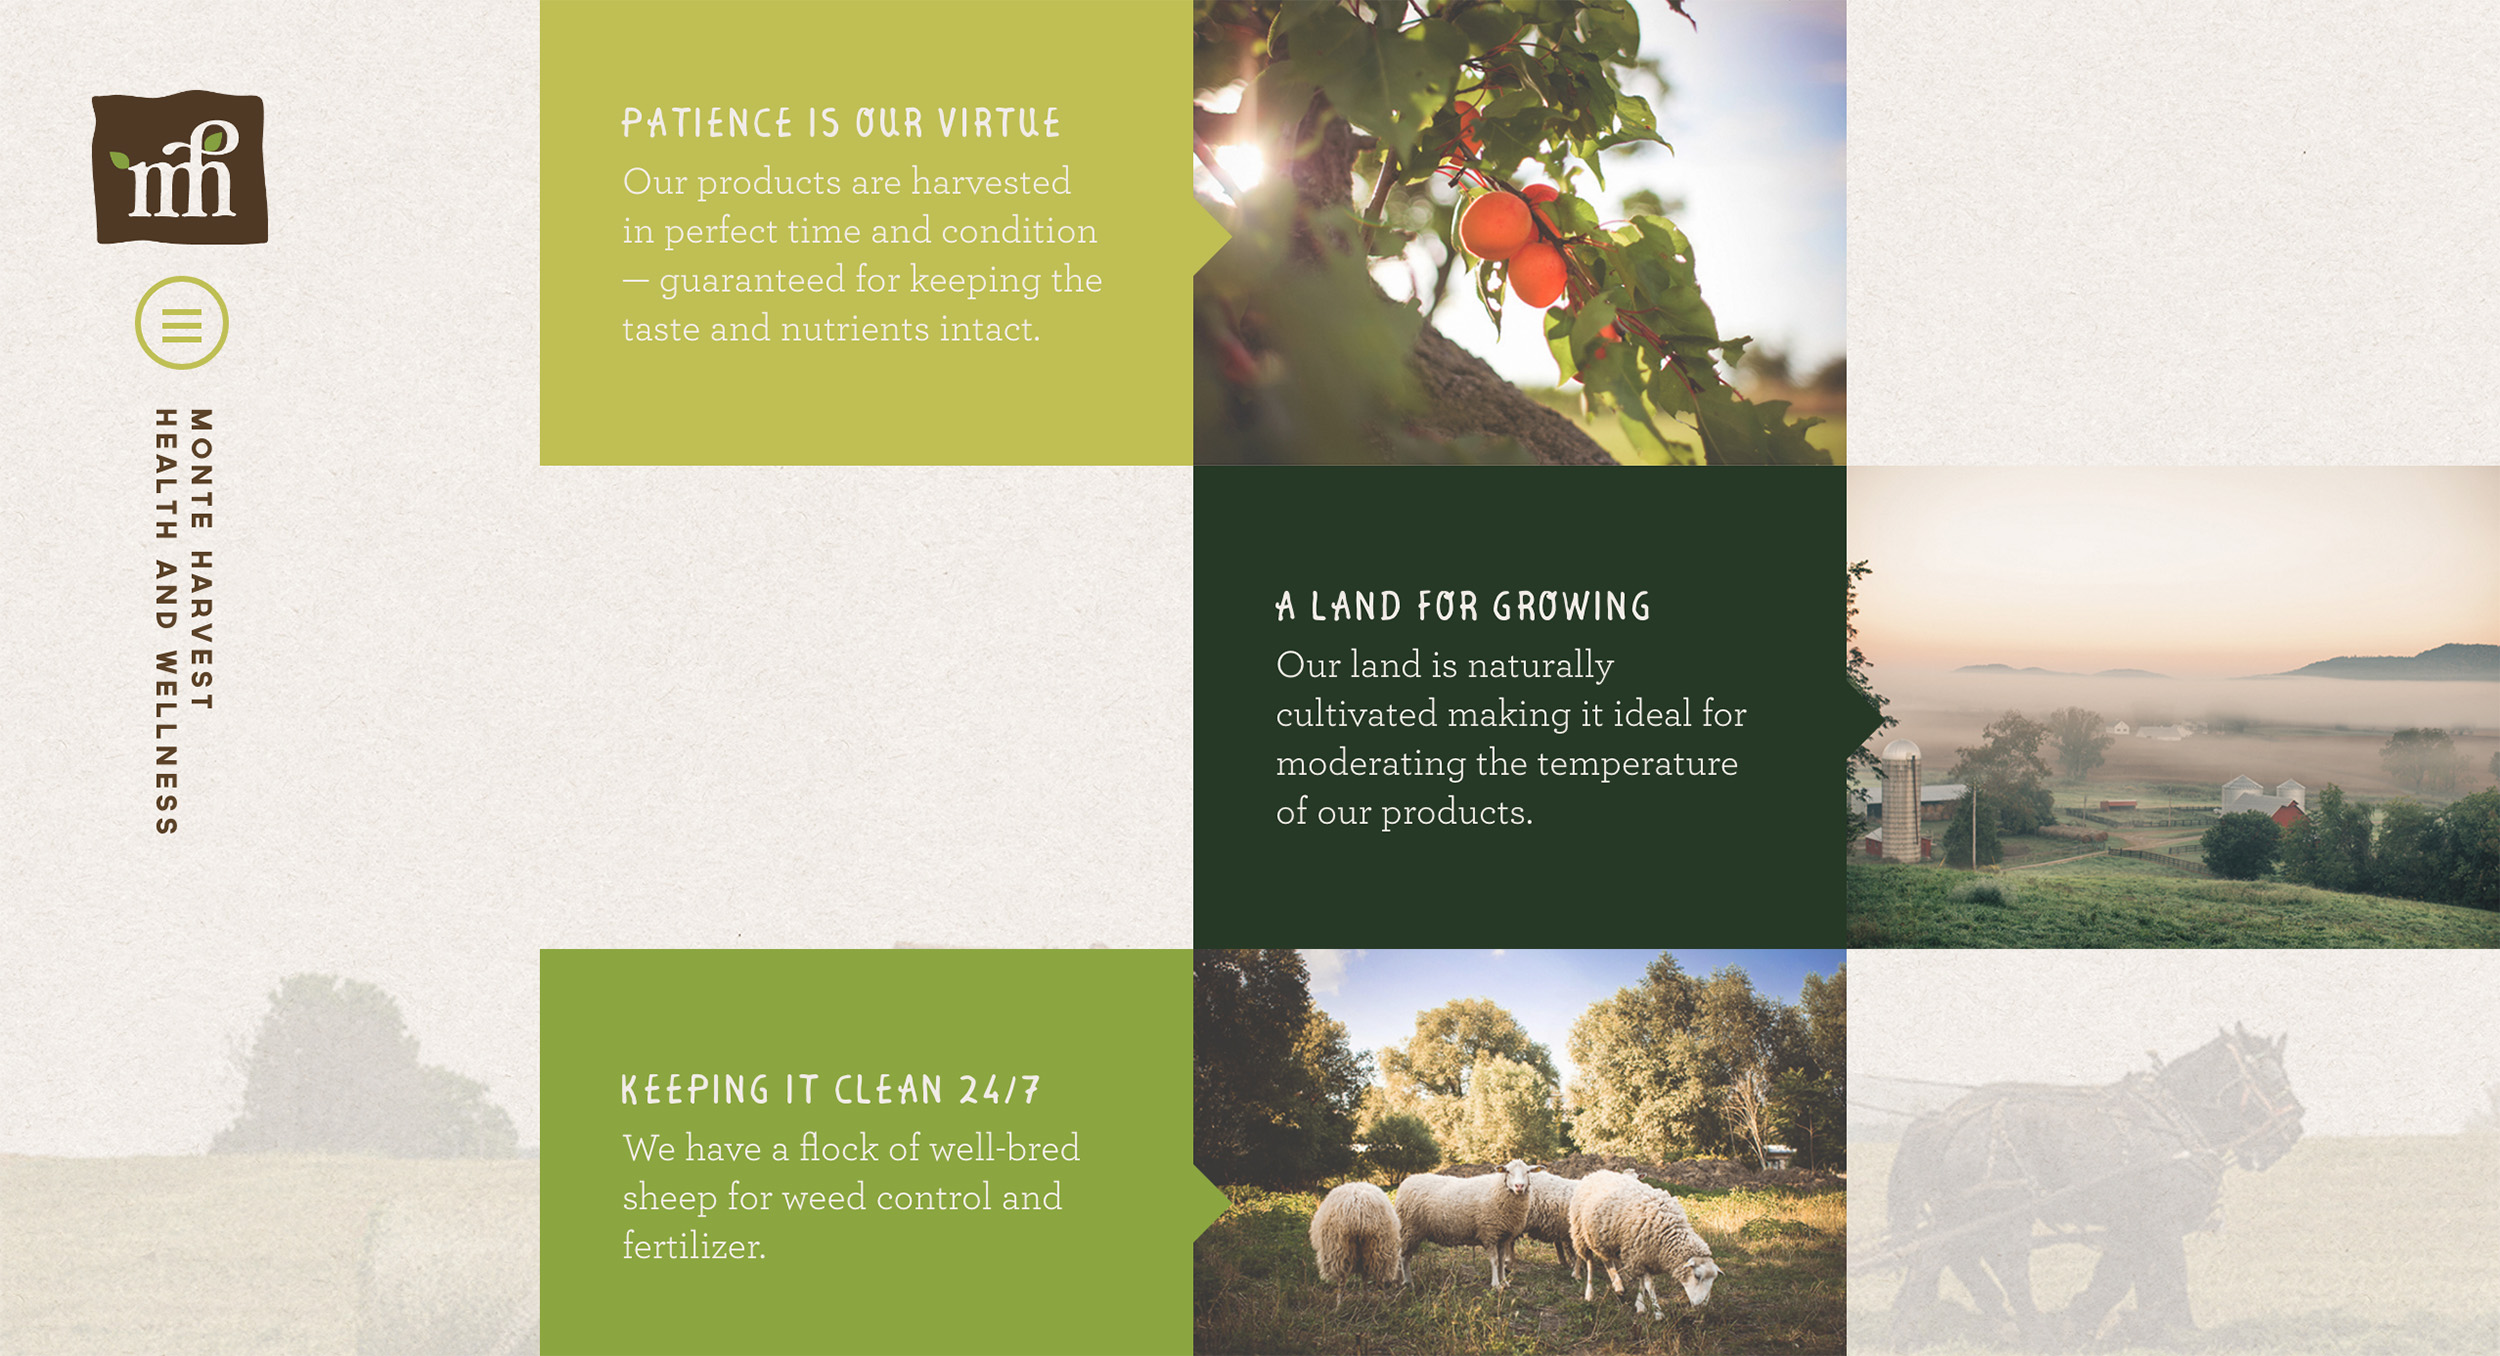 mh
MONTE HARVEST
HEALTH AND WELLNESS
PATIENCE IS OUR VIRTUE
Our products are harvested
in perfect time and condition
— guaranteed for keeping the
taste and nutrients intact.
A LAND FOR GROWING
Our land is naturally
cultivated making it ideal for
moderating the temperature
of our products.
KEEPING IT CLEAN 24/7
We have a flock of well-bred
sheep for weed control and
fertilizer.